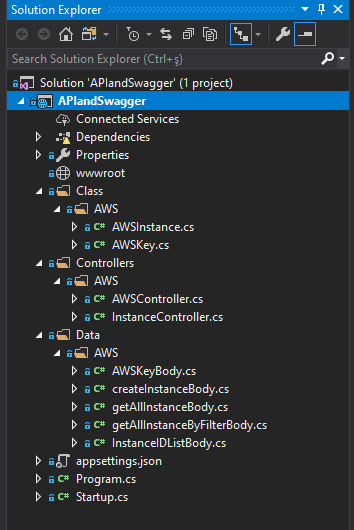 Solution Explorer
Search Solution Explorer (Ctrl+ş)
Solution 'APIandSwagger' (1 project)
APIandSwagger
Connected Services
Dependencies
Properties
wwwroot
Class
AWS
C# AWSInstance.cs
C# AWSKey.cs
Controllers
AWS
C# AWSController.cs
C# InstanceController.cs
Data
AWS
C# AWSKeyBody.cs
C# createInstanceBody.cs
C# getAllInstanceBody.cs
C# getAllInstanceByFilterBody.cs
C# InstanceIDListBody.cs
appsettings.json
C# Program.cs
C# Startup.cs